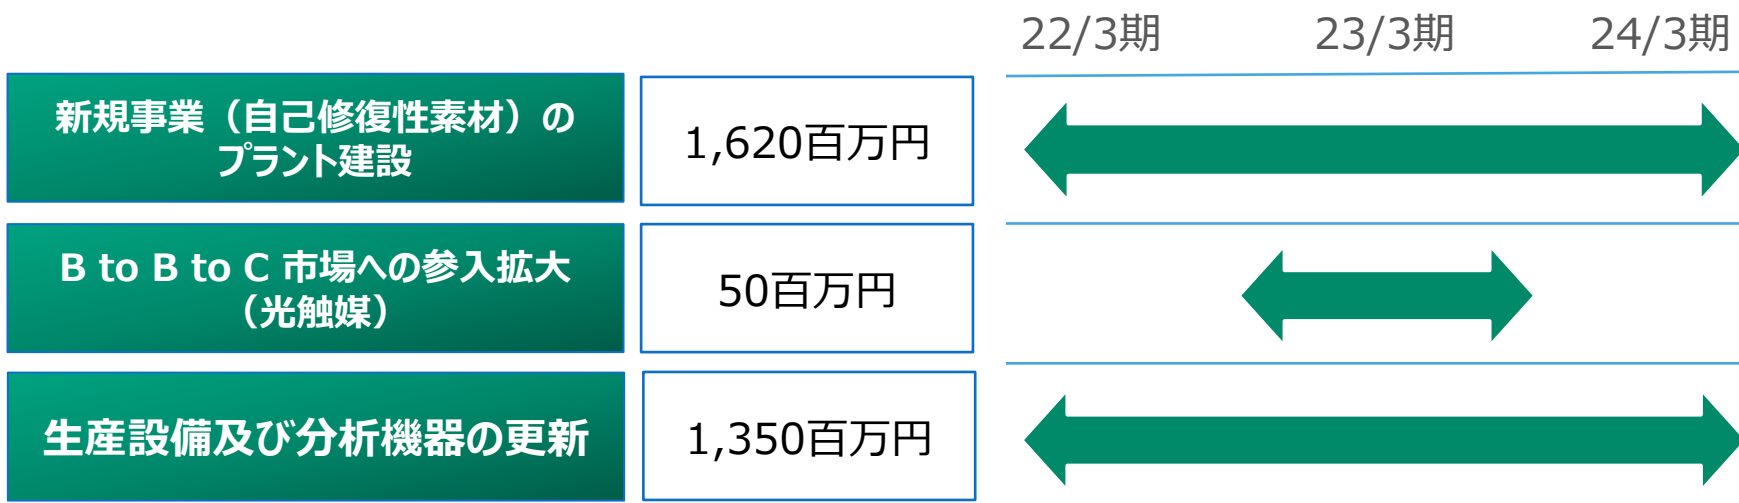 22/3期 23/3期 24/3期
新規事業（自己修復性素材）の
プラント建設
1,620百万円
B to B to C 市場への参入拡大
（光触媒）
50百万円
生産設備及び分析機器の更新
1,350百万円